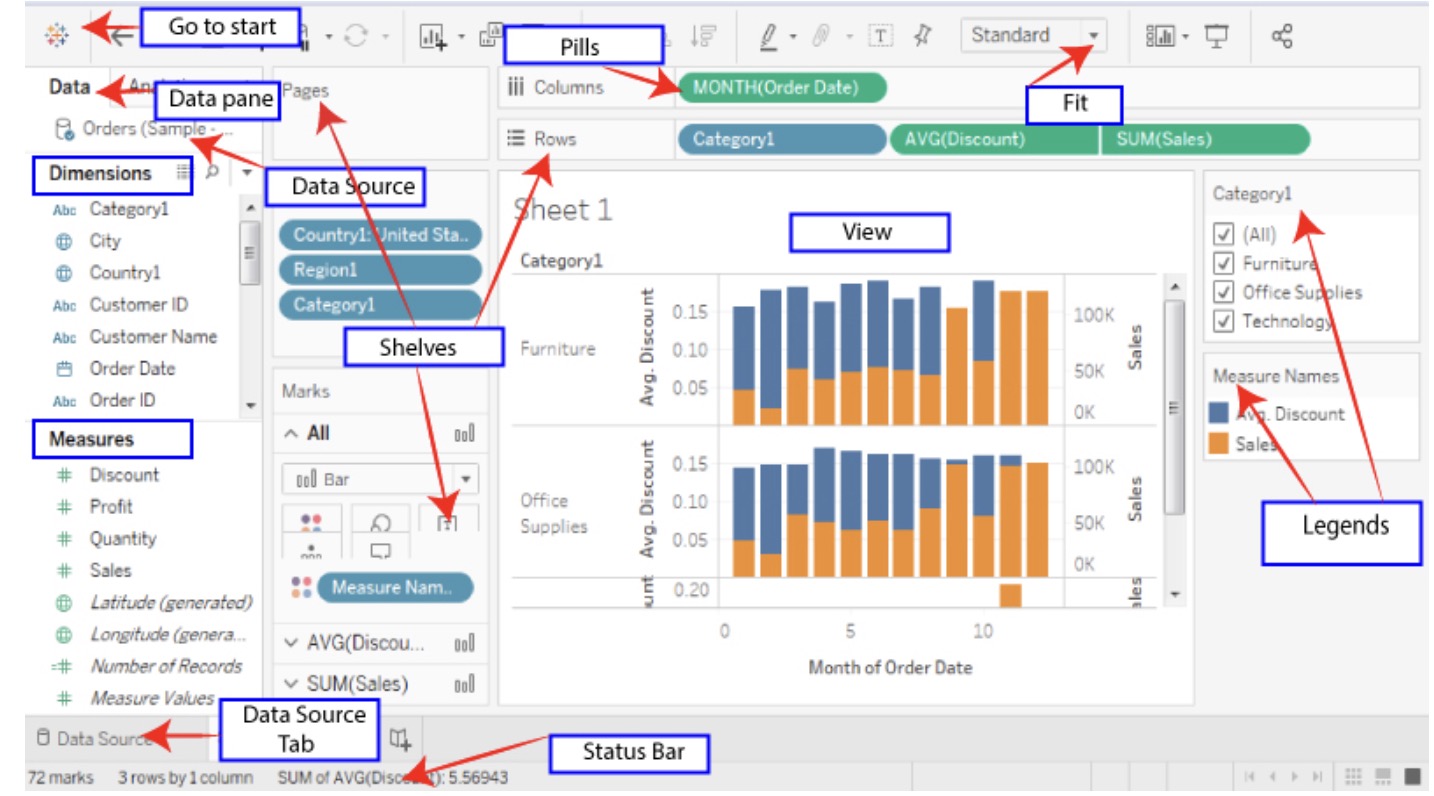 Go to start
Standard
Pills
Data
Data pane
Pages
Columns
MONTH(Order Date)
Fit
Orders (Sample - ...
Rows
Category1
AVG(Discount)
SUM(Sales)
Dimensions
Data Source
Abc Category1
City
Country1
Abc Customer ID
Abc Customer Name
Order Date
Abc Order ID
Country1: United Sta..
Region1
Category1
Shelves
Sheet 1
View
Category1
Furniture
Avg. Discount
0.15
0.10
0.05
100K
50K
0K
Sales
Office
Supplies
Avg. Discount
0.15
0.10
0.05
100K
50K
0K
Sales
0.20
0
5
10
Month of Order Date
Category1
(All)
Furniture
Office Supplies
Technology
Measure Names
Avg. Discount
Sales
Legends
Marks
All
Bar
Measure Nam..
AVG(Discou...
SUM(Sales)
Measures
Discount
Profit
Quantity
Sales
Latitude (generated)
Longitude (genera...
Number of Records
Measure Values
Data Source
Data Source
Tab
Status Bar
72 marks
3 rows by 1 column
SUM of AVG(Discount): 5.56943